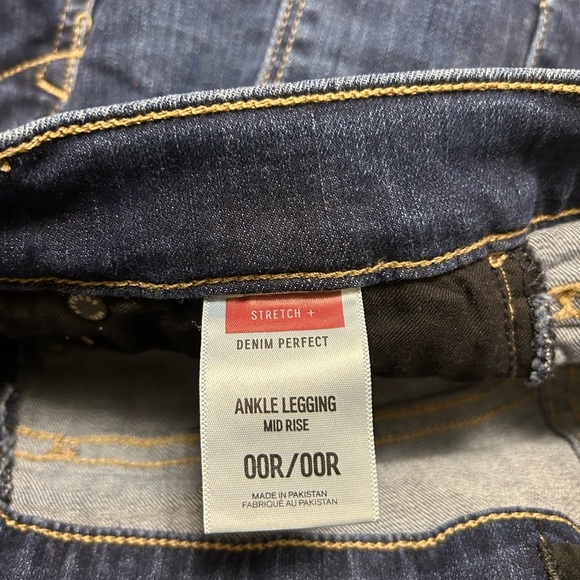 STRETCH +
DENIM PERFECT
ANKLE LEGGING
MID RISE
00R/00R
MADE IN PAKISTAN
FABRIQUÉ AU PAKISTAN